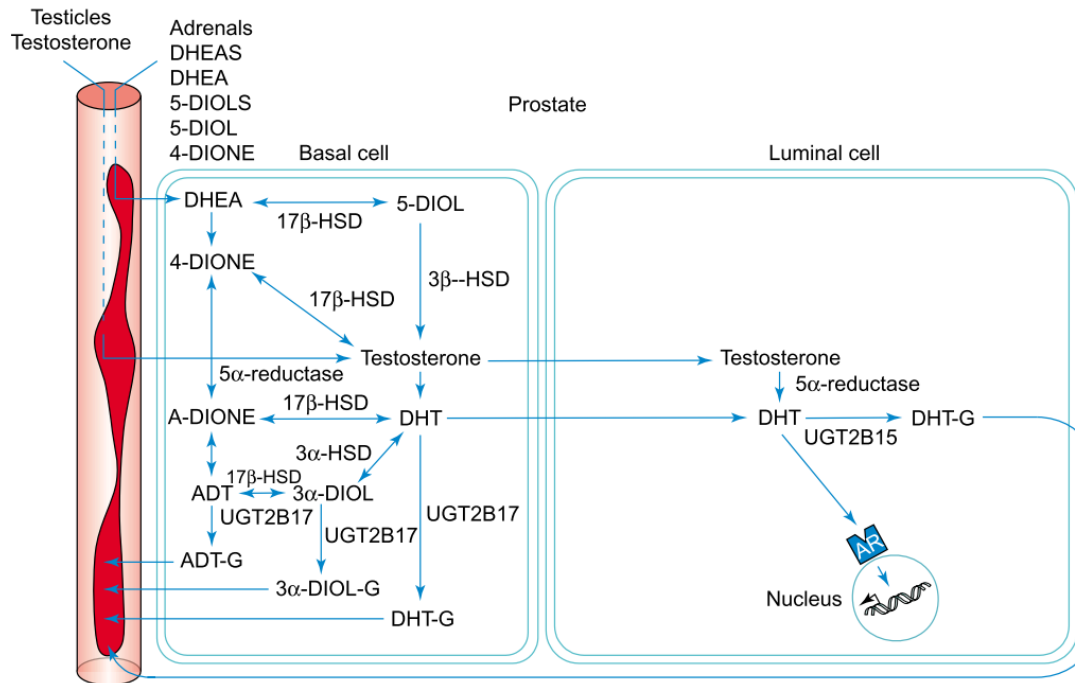 Testicles
Testosterone
Adrenals
DHEAS
DHEA
5-DIOLS
5-DIOL
4-DIONE
Prostate
Basal cell
Luminal cell
DHEA
17β-HSD
5-DIOL
4-DIONE
17β-HSD
3β--HSD
Testosterone
Testosterone
5α-reductase
5α-reductase
A-DIONE
17β-HSD
DHT
DHT
UGT2B15
DHT-G
3α-HSD
ADT
17β-HSD
3α-DIOL
UGT2B17
UGT2B17
UGT2B17
ADT-G
3α-DIOL-G
DHT-G
AR
Nucleus